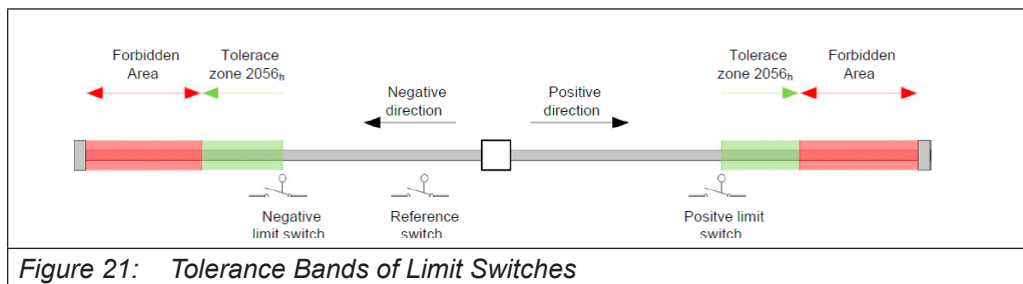 Forbidden
Area
Tolerace
zone 2056h
Negative
direction
Positive
direction
Tolerace
zone 2056h
Forbidden
Area
Negative
limit switch
Reference
switch
Positve limit
switch
Figure 21: Tolerance Bands of Limit Switches